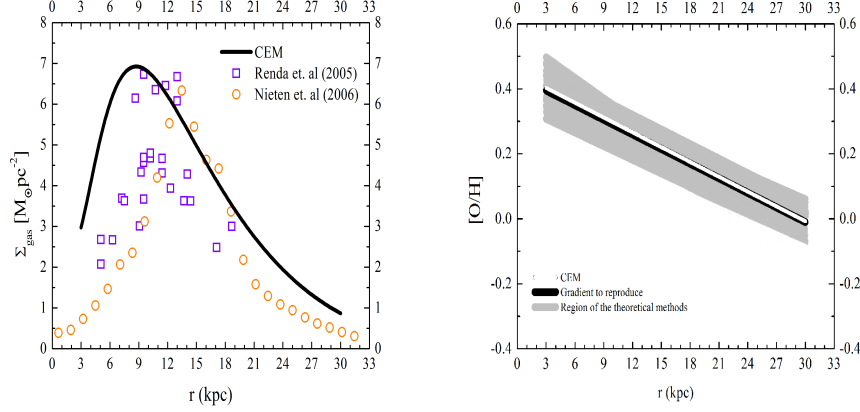 0 3 6 9 12 15 18 21 24 27 30 33
8 8
7 7
6 6
5 5
4 4
3 3
2 2
1 1
0 0
CEM
Renda et. al (2005)
Nieten et. al (2006)
Σgas [M⊙pc-2]
0 3 6 9 12 15 18 21 24 27 30 33
r (kpc)
0 3 6 9 12 15 18 21 24 27 30 33
0.6 0.6
0.4 0.4
0.2 0.2
0.0 0.0
-0.2 -0.2
-0.4 -0.4
[O/H]
CEM
Gradient to reproduce
Region of the theoretical methods
0 3 6 9 12 15 18 21 24 27 30 33
r (kpc)